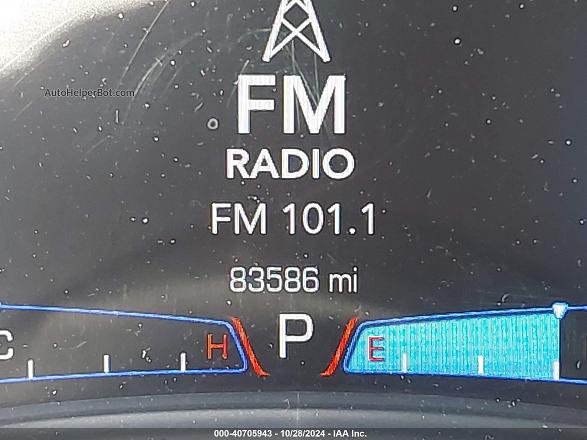 AutoHelperBot.com
FM
RADIO
FM 101.1
83586 mi
C H P E
000-40705943 - 10/28/2024 - IAA Inc.